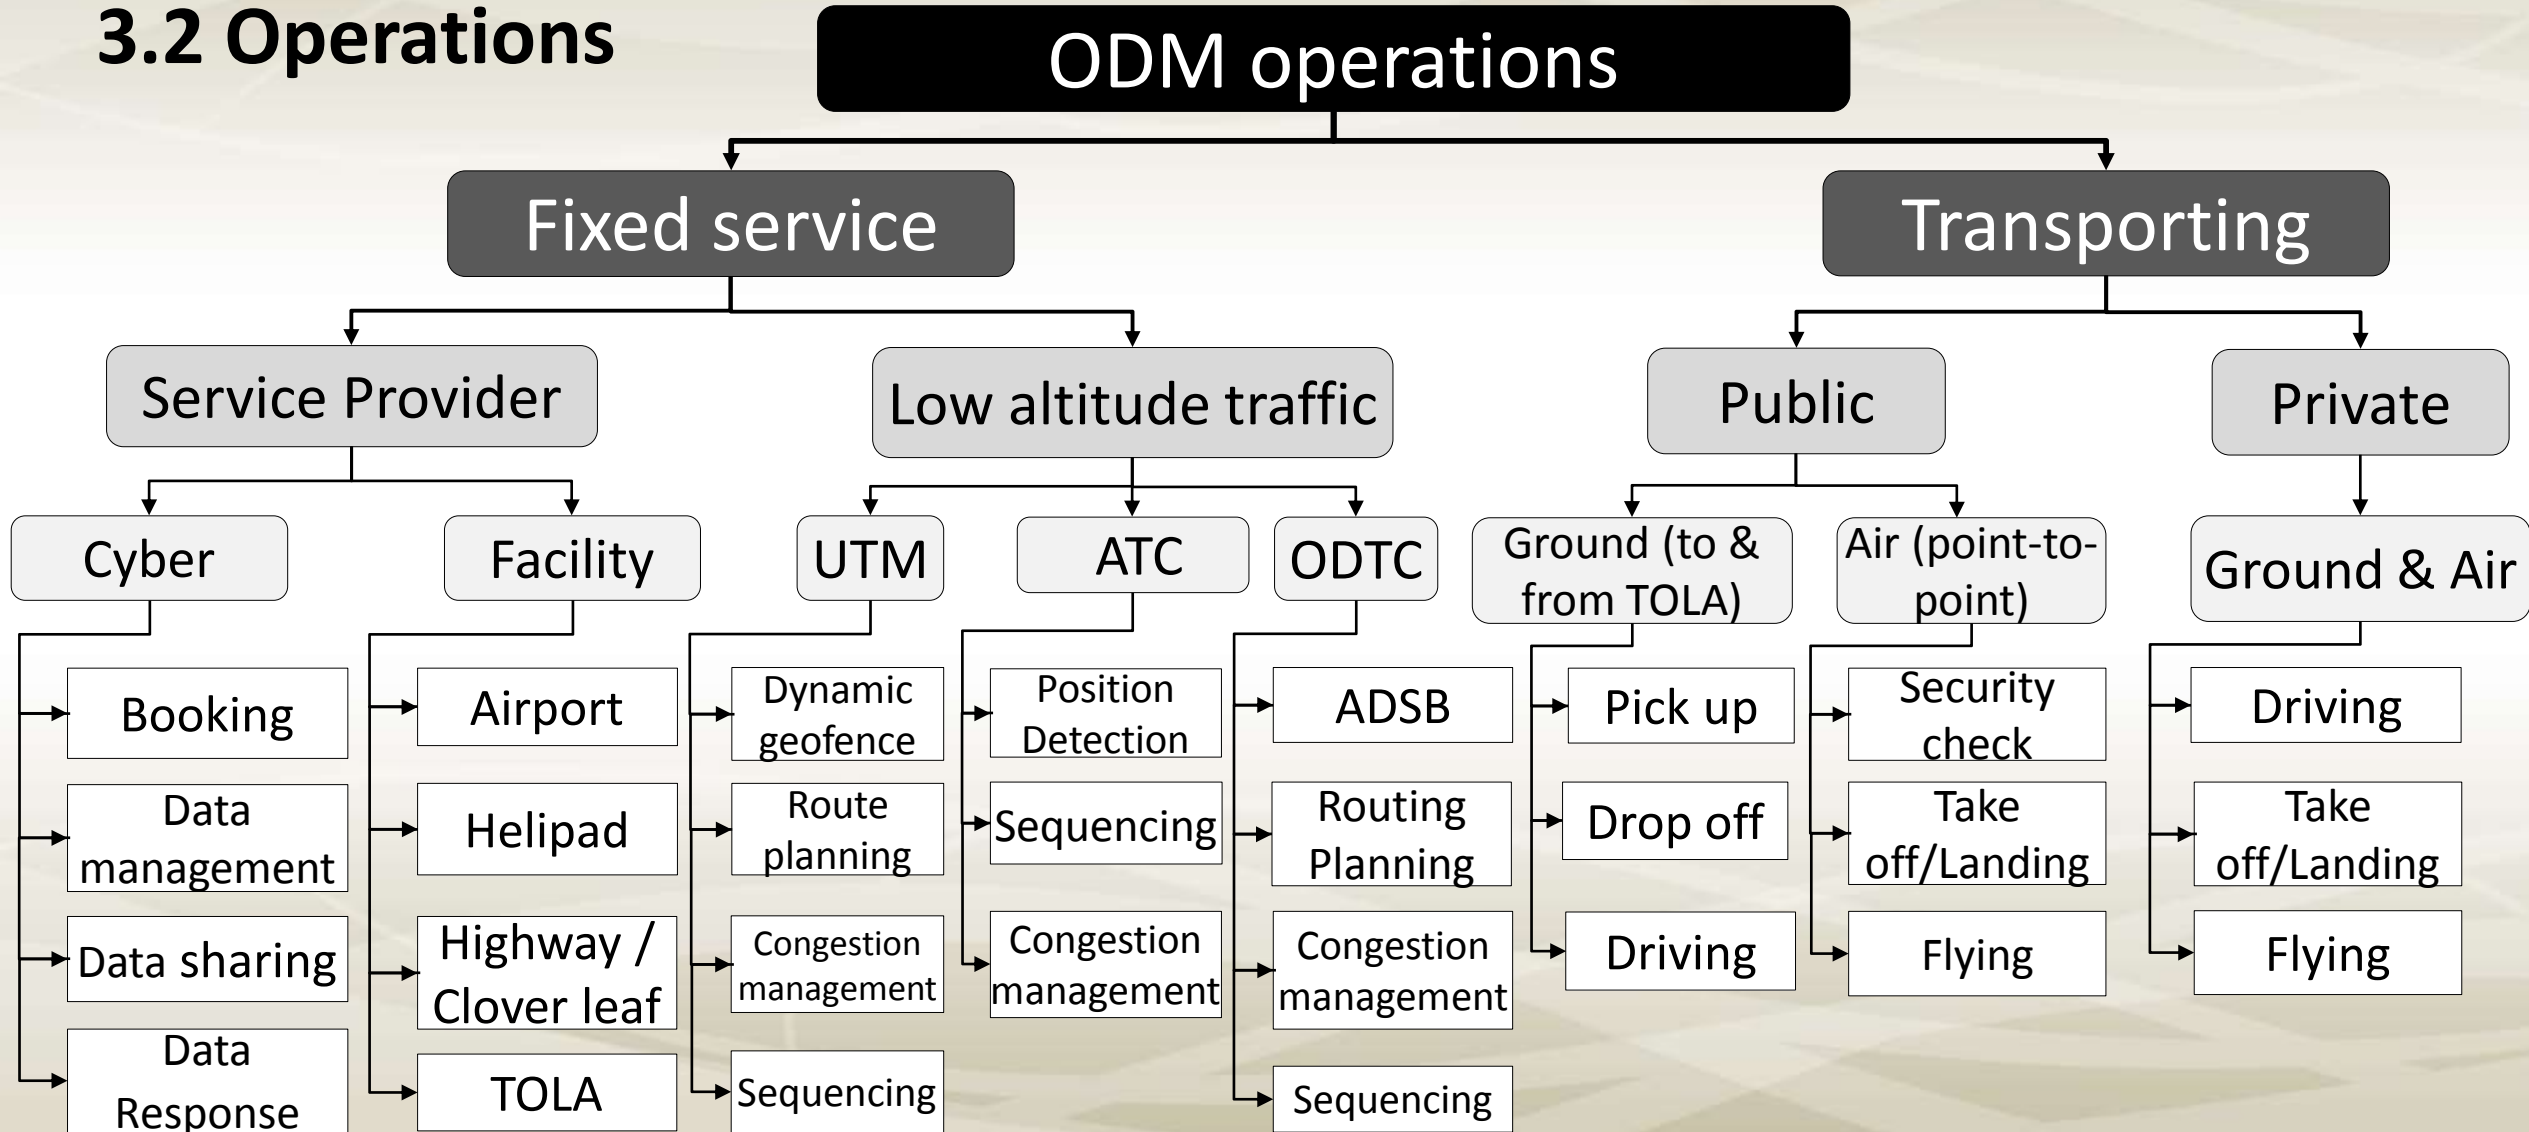 3.2 Operations
ODM operations
Fixed service
Transporting
Service Provider
Low altitude traffic
Public
Private
Cyber
Facility
UTM
ATC
ODTC
Ground (to &
from TOLA)
Air (point-to-
point)
Ground & Air
Booking
Data
management
Data sharing
Data
Response
Airport
Helipad
Highway /
Clover leaf
TOLA
Dynamic
geofence
Route
planning
Congestion
management
Sequencing
Position
Detection
Sequencing
Congestion
management
ADSB
Routing
Planning
Congestion
management
Sequencing
Pick up
Drop off
Driving
Security
check
Take
off/Landing
Flying
Driving
Take
off/Landing
Flying